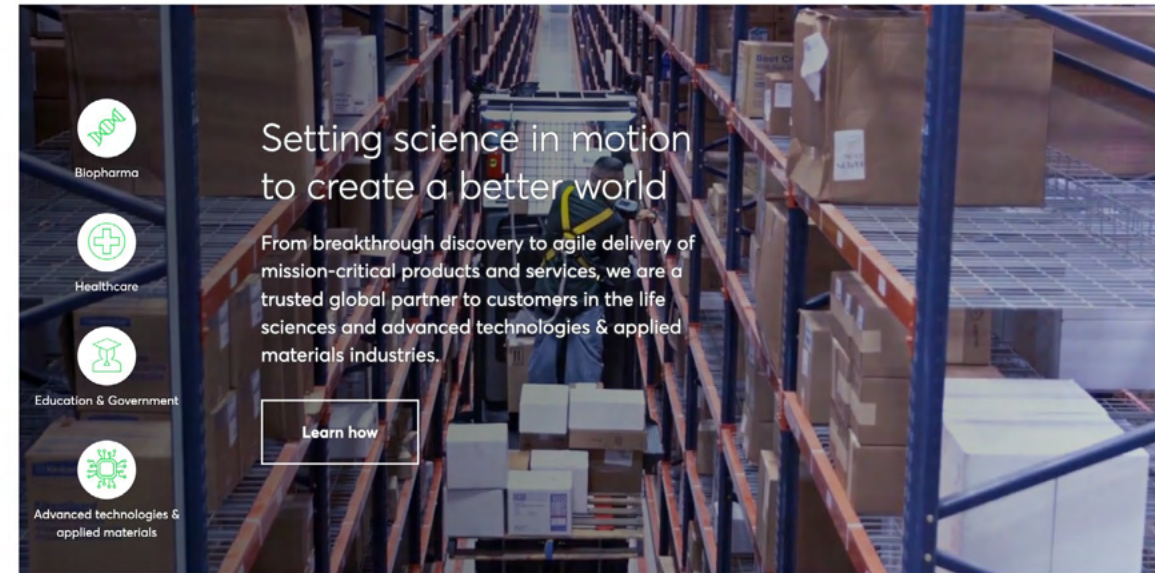 Biopharma
Healthcare
Education & Government
Advanced technologies &
applied materials
Setting science in motion
to create a better world
From breakthrough discovery to agile delivery of
mission-critical products and services, we are a
trusted global partner to customers in the life
sciences and advanced technologies & applied
materials industries.
Learn how